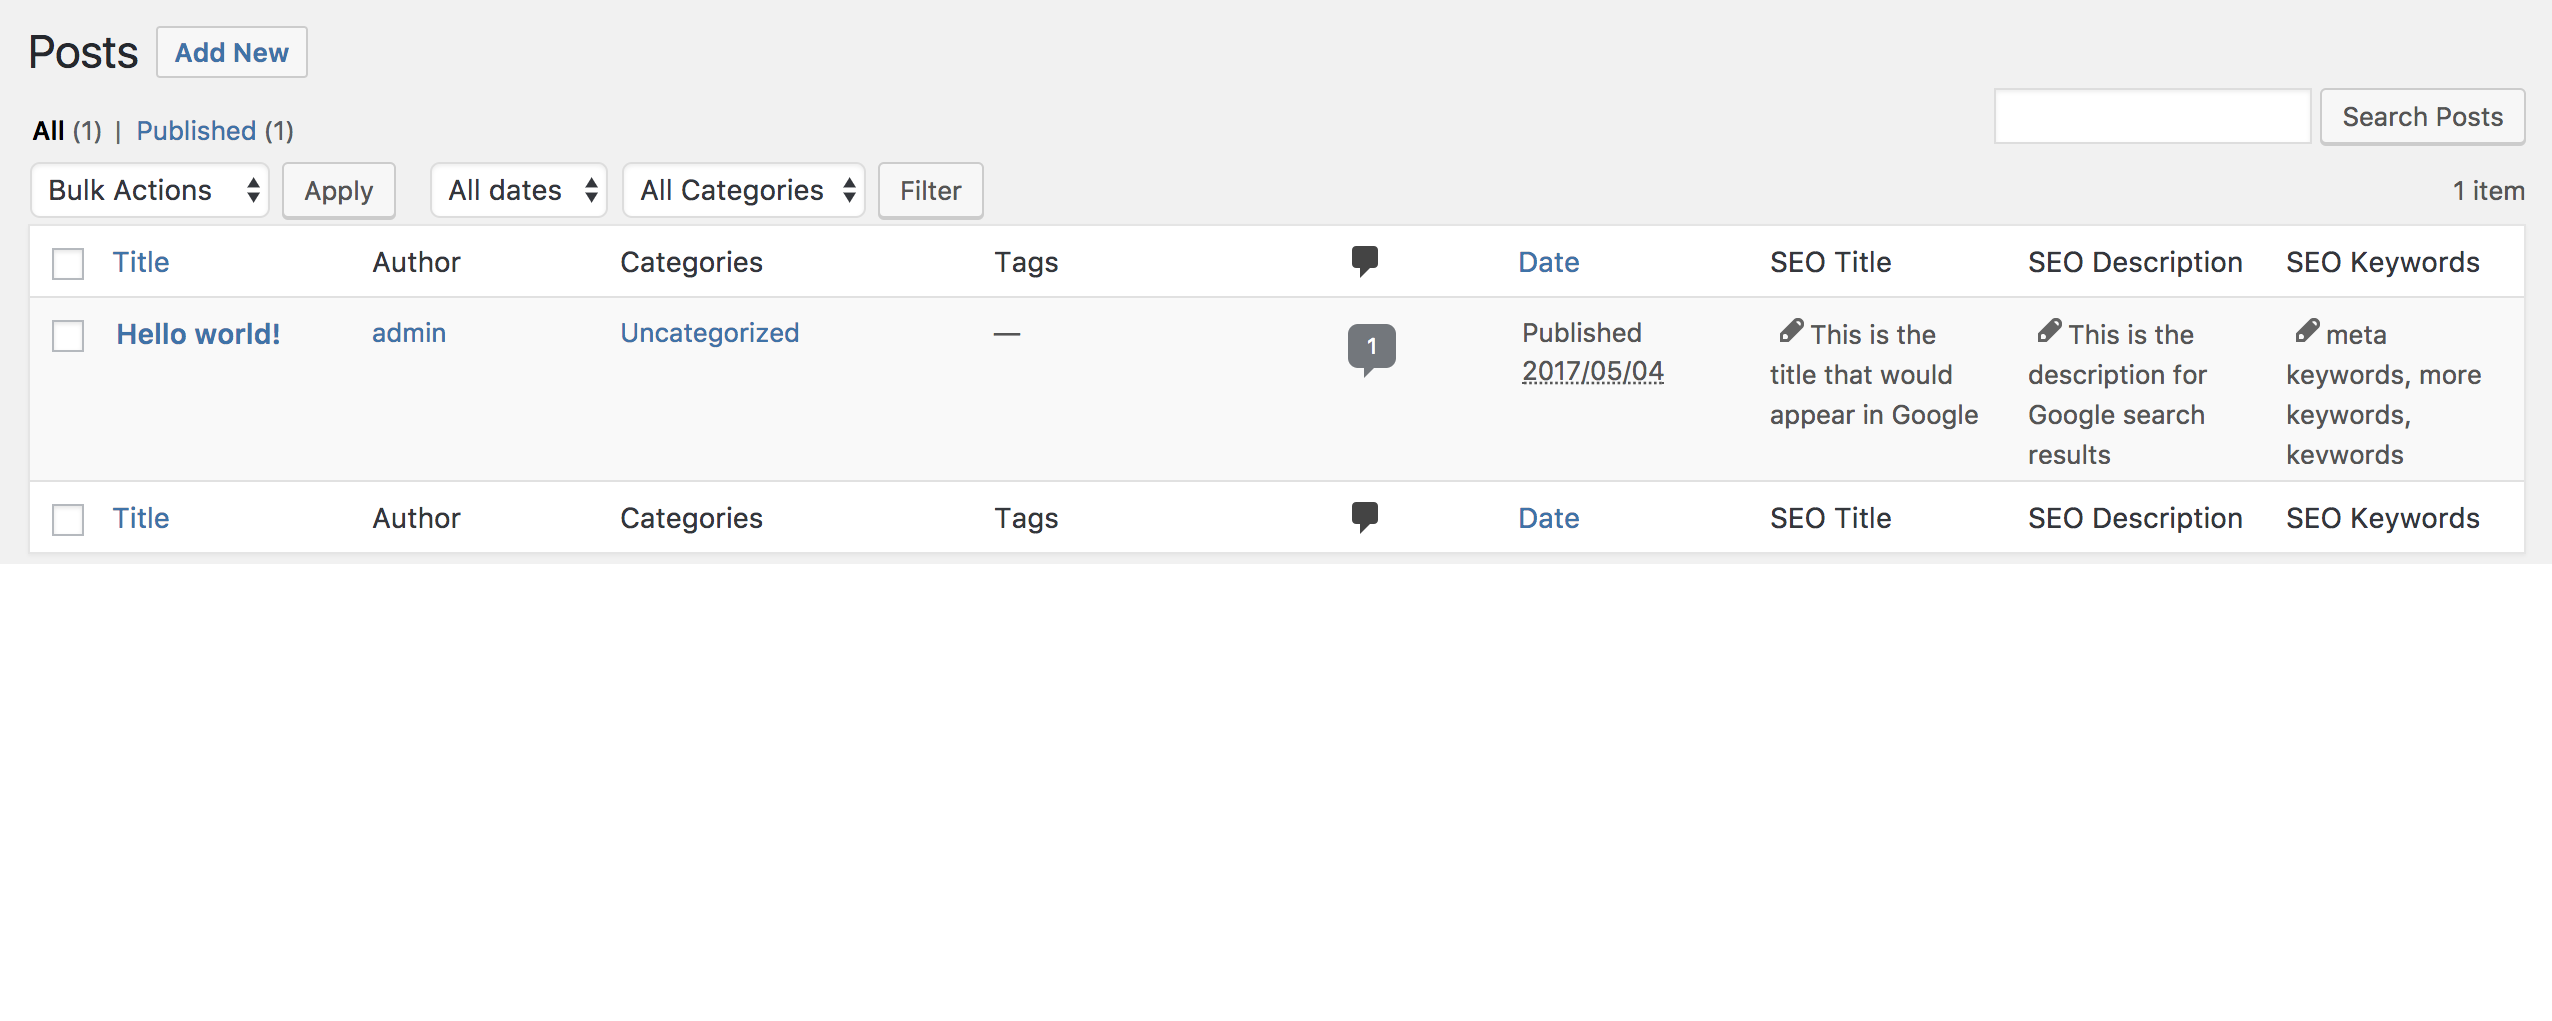 Posts Add New
Search Posts
All (1) | Published (1)
Bulk Actions Apply All dates All Categories Filter 1 item
Title Author Categories Tags Date SEO Title SEO Description SEO Keywords
Hello world! admin Uncategorized — 1 Published This is the This is the meta
2017/05/04 title that would description for keywords, more
appear in Google Google search keywords,
results keywords
Title Author Categories Tags Date SEO Title SEO Description SEO Keywords